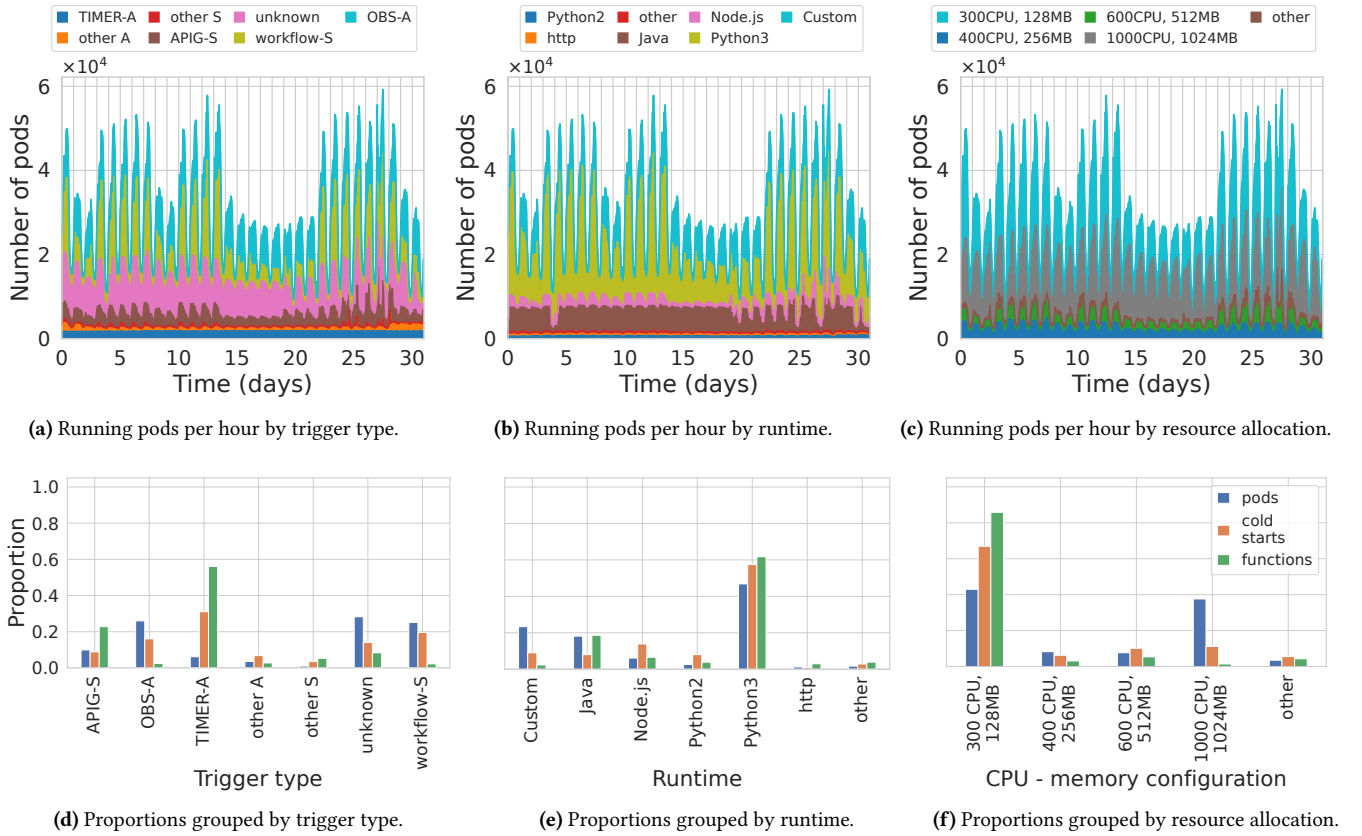 TIMER-A other S unknown OBS-A
other A APIG-S workflow-S
Python2 other Node.js Custom
http Java Python3
300CPU, 128MB 600CPU, 512MB other
400CPU, 256MB 1000CPU, 1024MB
×10⁴
6
4
2
0
Number of pods
0 5 10 15 20 25 30
Time (days)
×10⁴
6
4
2
0
Number of pods
0 5 10 15 20 25 30
Time (days)
×10⁴
6
4
2
0
Number of pods
0 5 10 15 20 25 30
Time (days)
(a) Running pods per hour by trigger type.
(b) Running pods per hour by runtime.
(c) Running pods per hour by resource allocation.
1.0
0.8
0.6
0.4
0.2
0.0
Proportion
APIG-S
OBS-A
TIMER-A
other A
other S
unknown
workflow-S
Trigger type
Custom
Java
Node.js
Python2
Python3
http
other
Runtime
pods
cold
starts
functions
300 CPU,
128MB
400 CPU,
256MB
600 CPU,
512MB
1000 CPU,
1024MB
other
CPU - memory configuration
(d) Proportions grouped by trigger type.
(e) Proportions grouped by runtime.
(f) Proportions grouped by resource allocation.